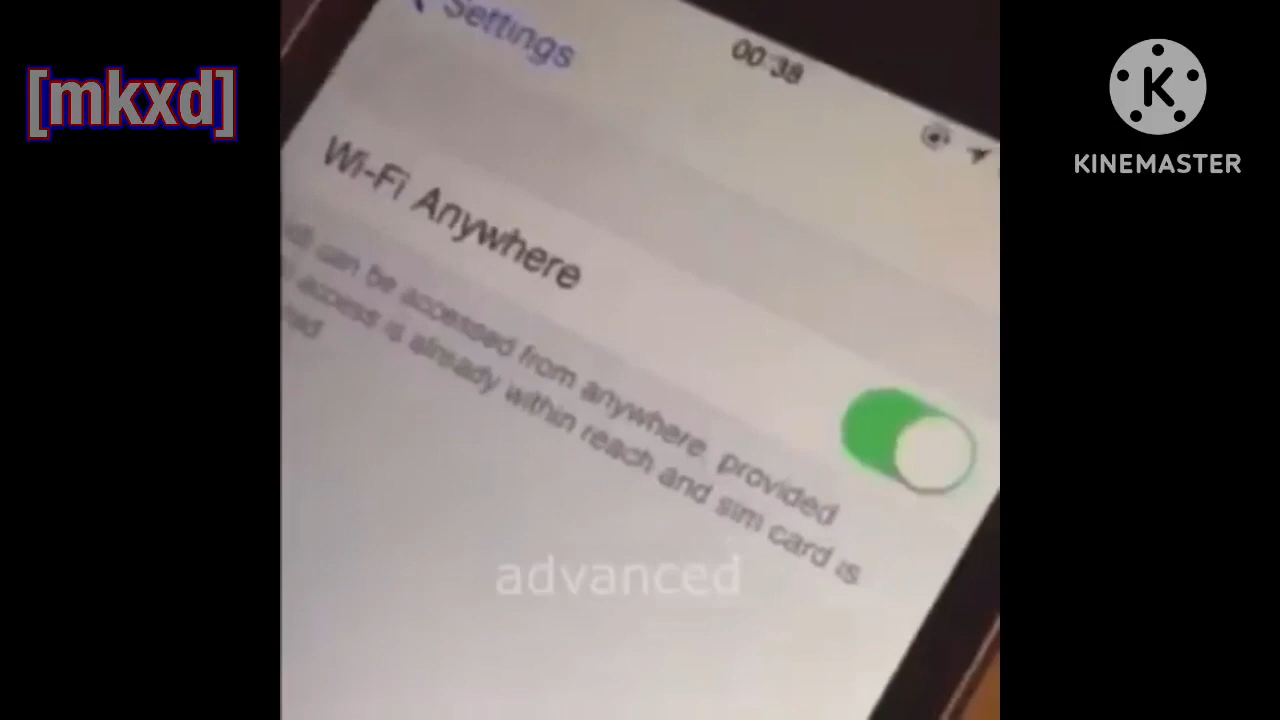 [mkxd]
KINEMASTER
Settings
00:38
Wi-Fi Anywhere
can be accessed from anywhere, provided
access is already within reach and sim card is
advanced